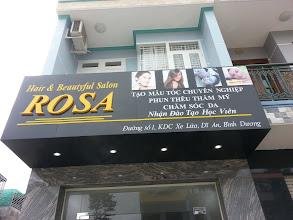 Hair & Beautyful Salon
ROSA
TẠO MẪU TÓC CHUYÊN NGHIỆP
PHUN THÊU THẨM MỸ
CHĂM SÓC DA
Nhận Đào Tạo Học Viên
Đường số 1, KDC Xe Lửa, Dĩ An, Bình Dương